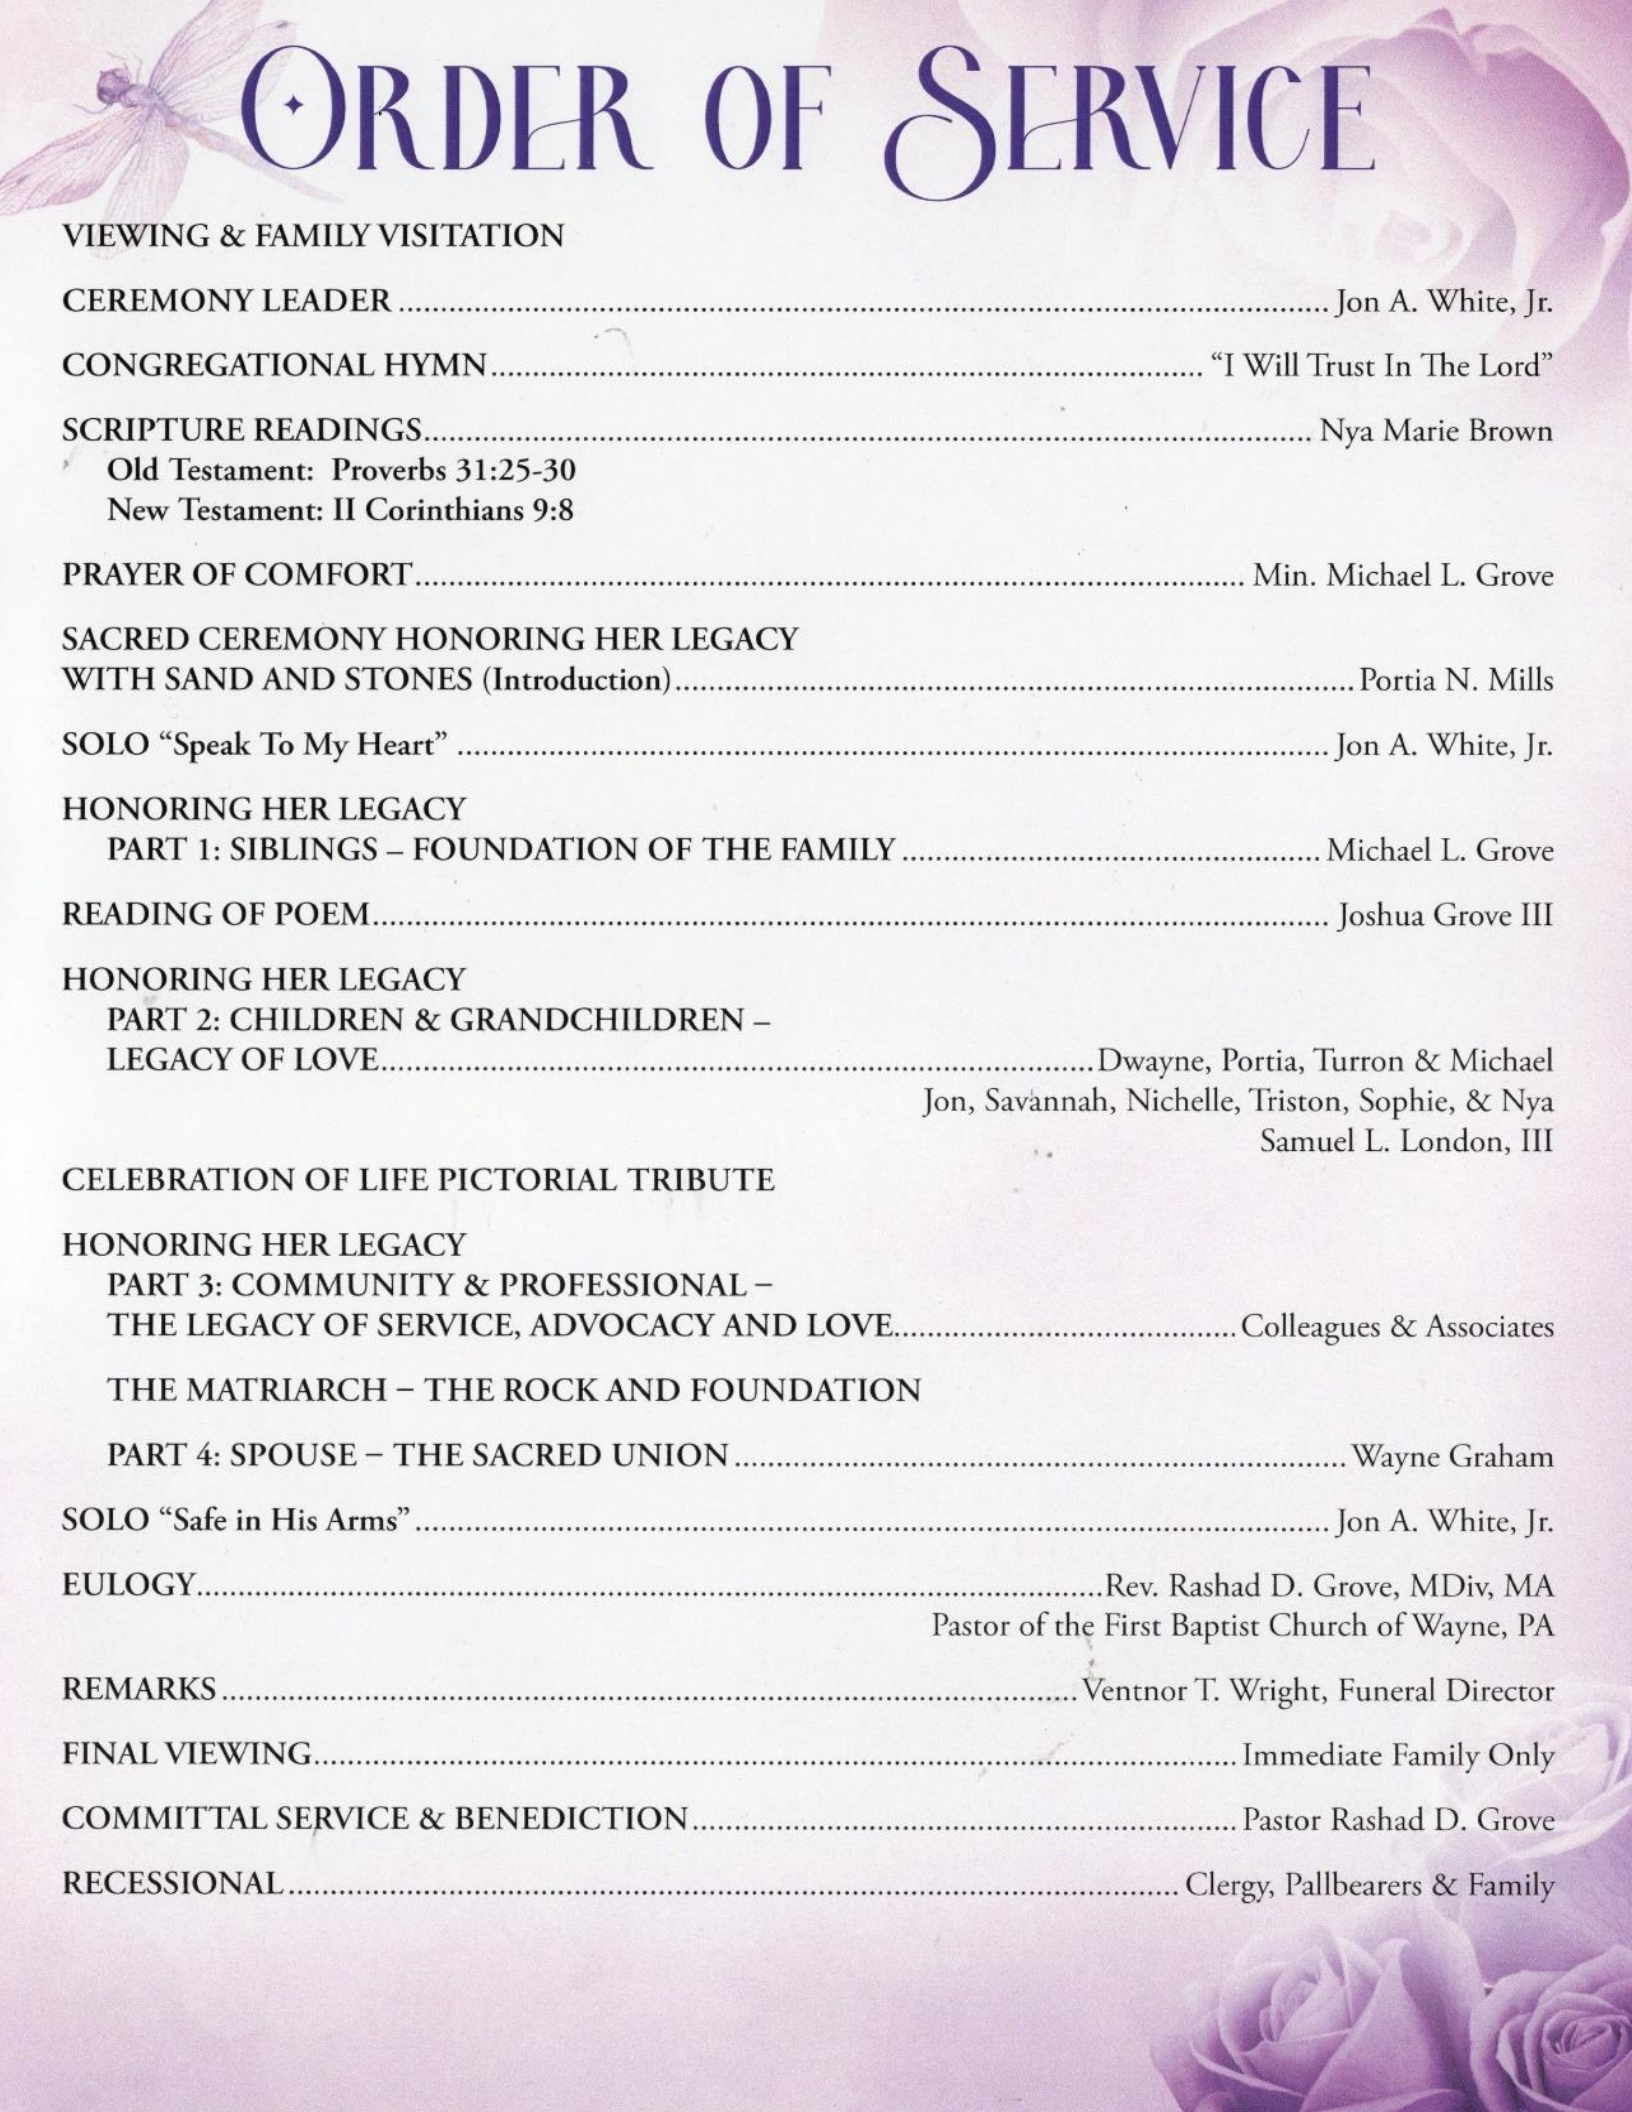 ORDER OF SERVICE
VIEWING & FAMILY VISITATION
CEREMONY LEADER ........ Jon A. White, Jr.
CONGREGATIONAL HYMN ........ "I Will Trust In The Lord"
SCRIPTURE READINGS ........ Nya Marie Brown
Old Testament: Proverbs 31:25-30
New Testament: II Corinthians 9:8
PRAYER OF COMFORT ........ Min. Michael L. Grove
SACRED CEREMONY HONORING HER LEGACY
WITH SAND AND STONES (Introduction) ........ Portia N. Mills
SOLO "Speak To My Heart" ........ Jon A. White, Jr.
HONORING HER LEGACY
PART 1: SIBLINGS – FOUNDATION OF THE FAMILY ........ Michael L. Grove
READING OF POEM ........ Joshua Grove III
HONORING HER LEGACY
PART 2: CHILDREN & GRANDCHILDREN –
LEGACY OF LOVE ........ Dwayne, Portia, Turron & Michael
Jon, Savannah, Nichelle, Triston, Sophie, & Nya
Samuel L. London, III
CELEBRATION OF LIFE PICTORIAL TRIBUTE
HONORING HER LEGACY
PART 3: COMMUNITY & PROFESSIONAL –
THE LEGACY OF SERVICE, ADVOCACY AND LOVE ........ Colleagues & Associates
THE MATRIARCH – THE ROCK AND FOUNDATION
PART 4: SPOUSE – THE SACRED UNION ........ Wayne Graham
SOLO "Safe in His Arms" ........ Jon A. White, Jr.
EULOGY ........ Rev. Rashad D. Grove, MDiv, MA
Pastor of the First Baptist Church of Wayne, PA
REMARKS ........ Ventnor T. Wright, Funeral Director
FINAL VIEWING ........ Immediate Family Only
COMMITTAL SERVICE & BENEDICTION ........ Pastor Rashad D. Grove
RECESSIONAL ........ Clergy, Pallbearers & Family